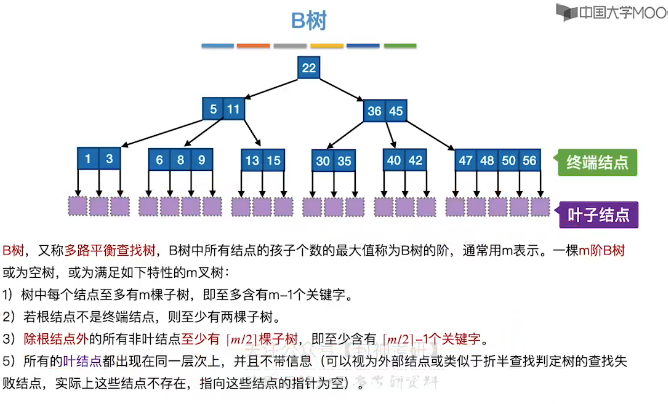 中国大学MOO
B树
22
5 11
36 45
1 3
6 8 9
13 15
30 35
40 42
47 48 50 56
终端结点
叶子结点
B树，又称多路平衡查找树，B树中所有结点的孩子个数的最大值称为B树的阶，通常用m表示。一棵m阶B树
或为空树，或为满足如下特性的m叉树：
1）树中每个结点至多有m棵子树，即至多含有m-1个关键字。
2）若根结点不是终端结点，则至少有两棵子树。
3）除根结点外的所有非叶结点至少有 ⌈m/2⌉棵子树，即至少含有 ⌈m/2⌉-1个关键字。
5）所有的叶结点都出现在同一层次上，并且不带信息（可以视为外部结点或类似于折半查找判定树的查找失
败结点，实际上这些结点不存在，指向这些结点的指针为空）。